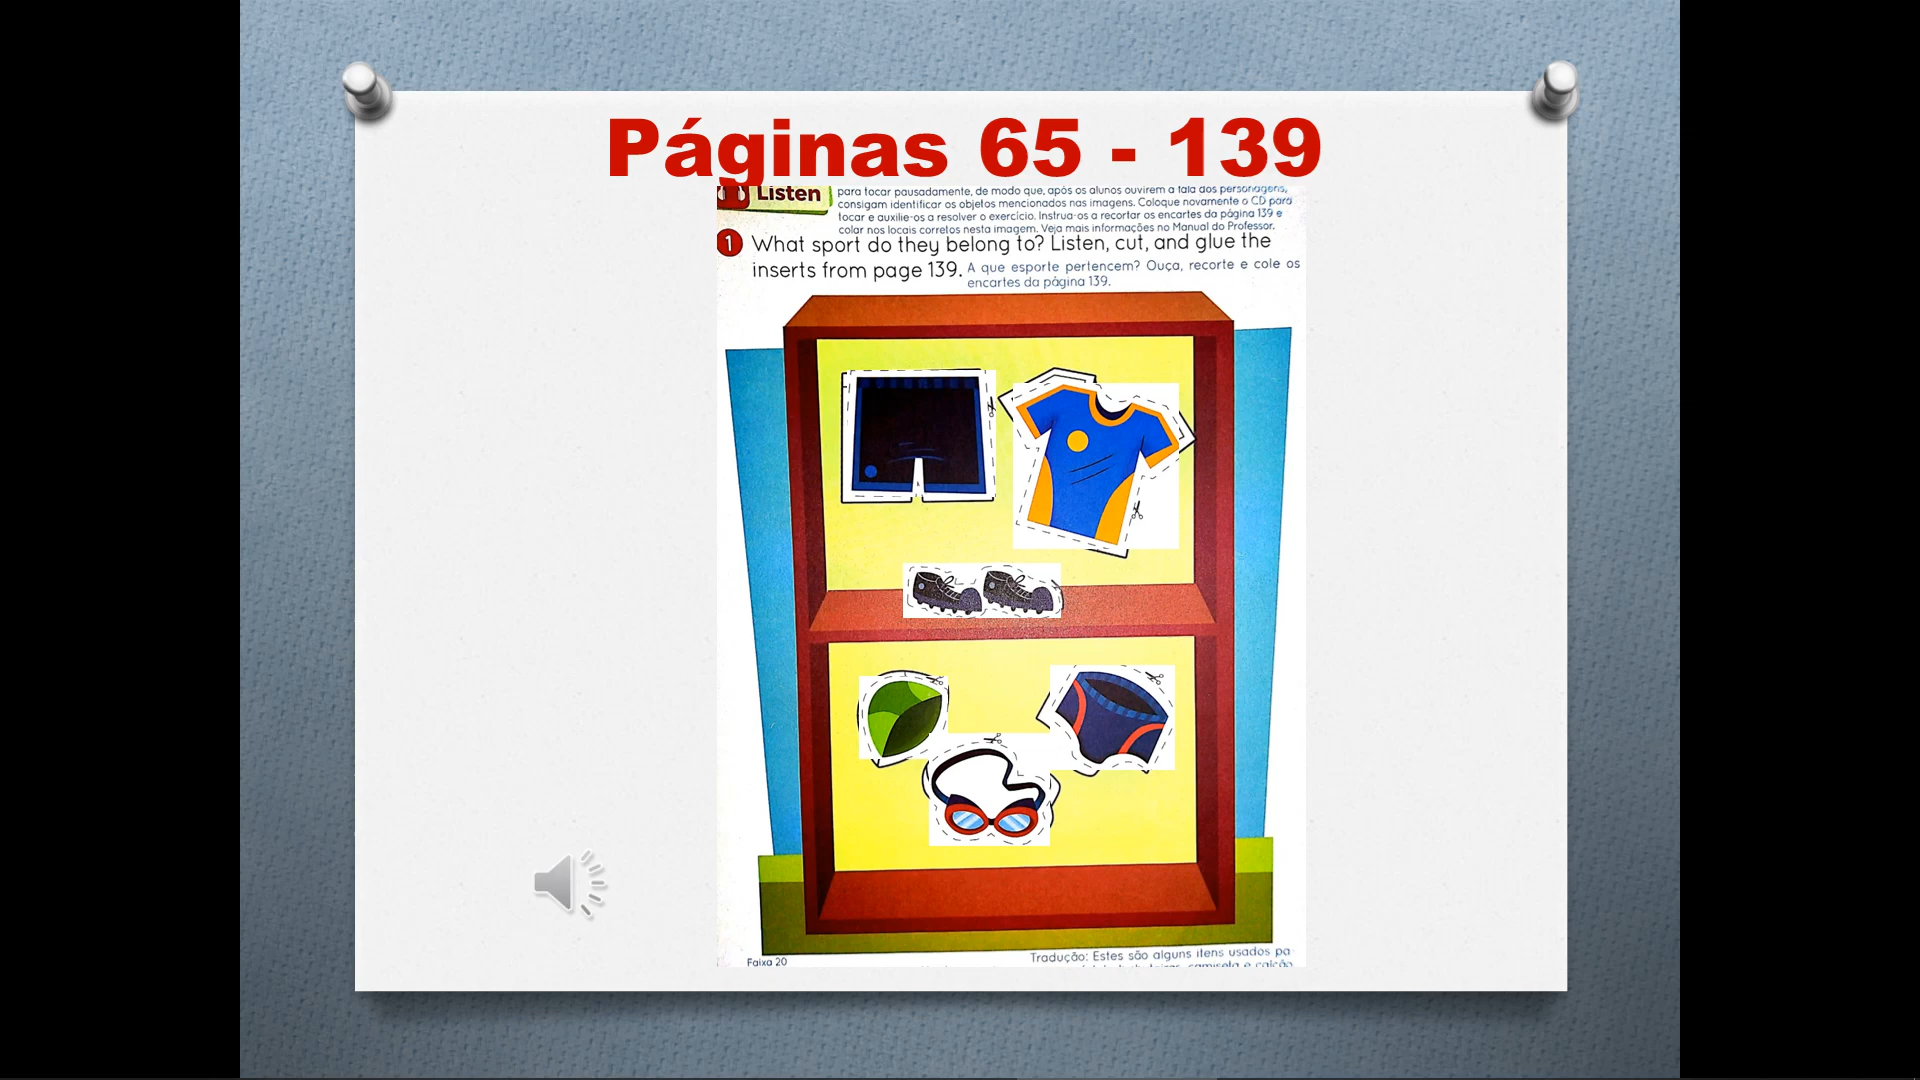 Páginas 65 - 139
Listen
para tocar pausadamente, de modo que, após os alunos ouvirem a fala dos personagens,
consigam identificar os objetos mencionados nas imagens. Coloque novamente o CD para
tocar e auxilie-os a resolver o exercício. Instrua-os a recortar os encartes da página 139 e
colar nos locais corretos nesta imagem. Veja mais informações no Manual do Professor.
1 What sport do they belong to? Listen, cut, and glue the
inserts from page 139. A que esporte pertencem? Ouça, recorte e cole os
encartes da página 139.
Faixa 20
Tradução: Estes são alguns itens usados pa-
camiseta e calção